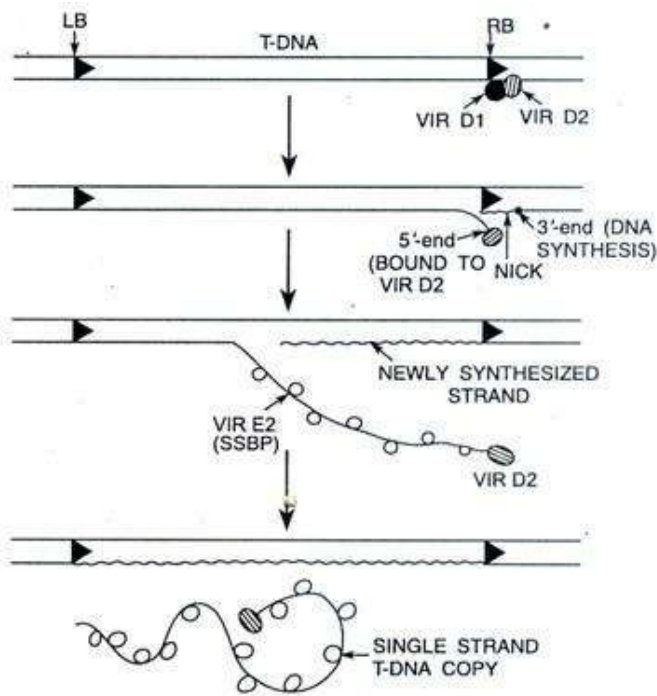 LB
T-DNA
RB
VIR D1
VIR D2
5'-end
(BOUND TO
VIR D2
NICK
3'-end (DNA
SYNTHESIS)
NEWLY SYNTHESIZED
STRAND
VIR E2
(SSBP)
VIR D2
SINGLE STRAND
T-DNA COPY